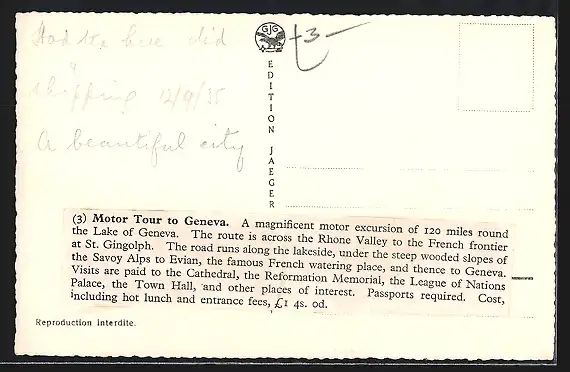 Had tea here did
shipping 12/9/35
A beautiful city
GJG
+3-
EDITION JAEGER
(3) Motor Tour to Geneva. A magnificent motor excursion of 120 miles round
the Lake of Geneva. The route is across the Rhone Valley to the French frontier
at St. Gingolph. The road runs along the lakeside, under the steep wooded slopes of
the Savoy Alps to Evian, the famous French watering place, and thence to Geneva.
Visits are paid to the Cathedral, the Reformation Memorial, the League of Nations
Palace, the Town Hall, and other places of interest. Passports required. Cost,
including hot lunch and entrance fees, £1 4s. 0d.
Reproduction interdite.